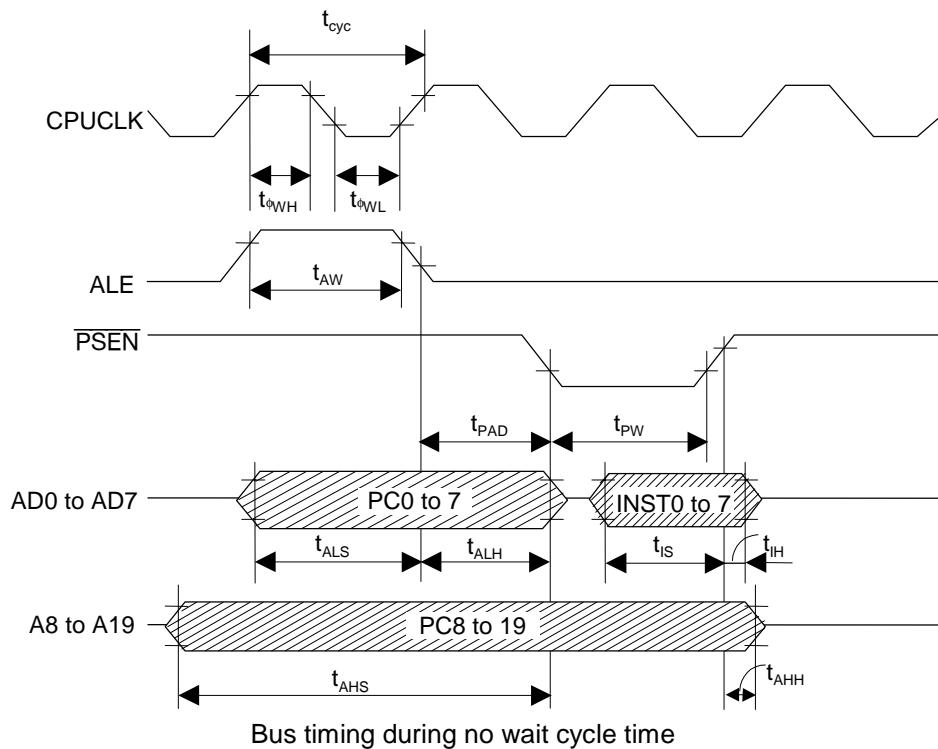 tcyc
CPUCLK
tϕWH
tϕWL
ALE
tAW
PSEN
tPAD
tPW
AD0 to AD7
PC0 to 7
INST0 to 7
tALS
tALH
tIS
tIH
A8 to A19
PC8 to 19
tAHS
tAHH
Bus timing during no wait cycle time